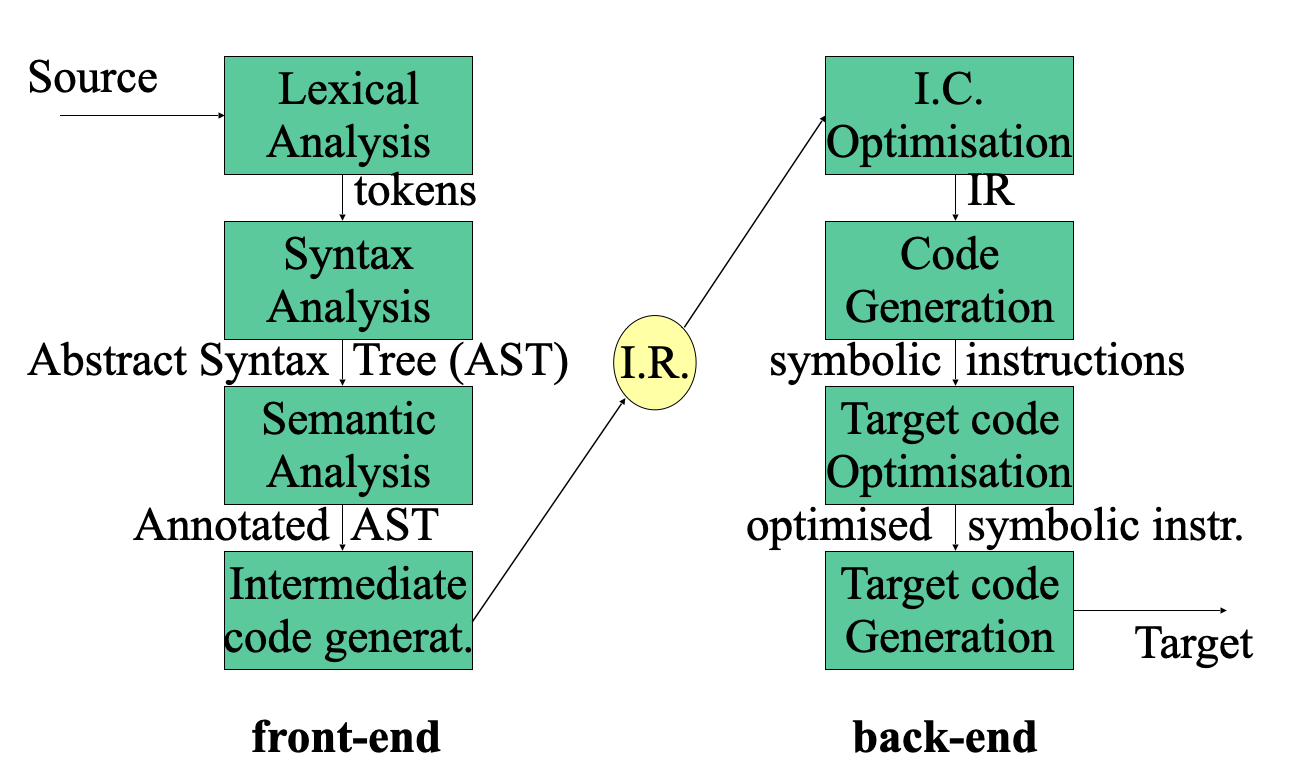 Source
Lexical
Analysis
tokens
Syntax
Analysis
Abstract Syntax Tree (AST)
Semantic
Analysis
Annotated AST
Intermediate
code generat.
front-end
I.R.
I.C.
Optimisation
IR
Code
Generation
symbolic instructions
Target code
Optimisation
optimised symbolic instr.
Target code
Generation
Target
back-end